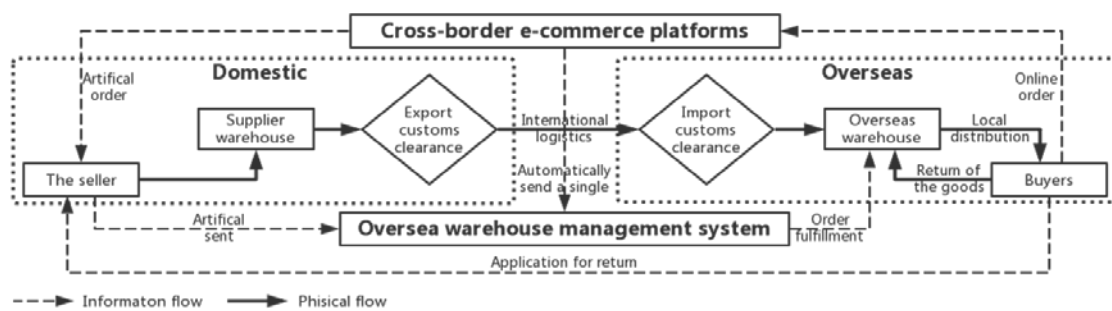 Cross-border e-commerce platforms
Domestic
Overseas
Artifical
order
Online
order
Supplier
warehouse
Export
customs
clearance
International
logistics
Import
customs
clearance
Overseas
warehouse
Local
distribution
The seller
Automatically
send a single
Return of
the goods
Buyers
Artifical
sent
Oversea warehouse management system
Order
fulfillment
Application for return
Informaton flow
Phisical flow